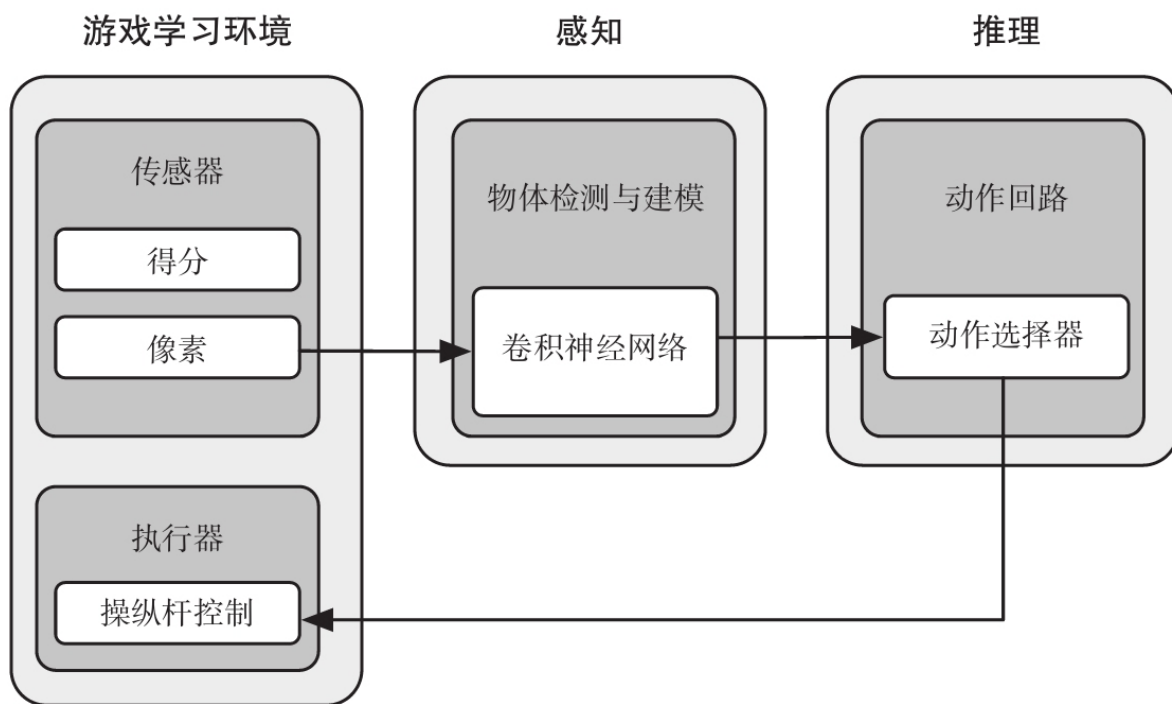 游戏学习环境
感知
推理
传感器
得分
像素
物体检测与建模
卷积神经网络
动作回路
动作选择器
执行器
操纵杆控制